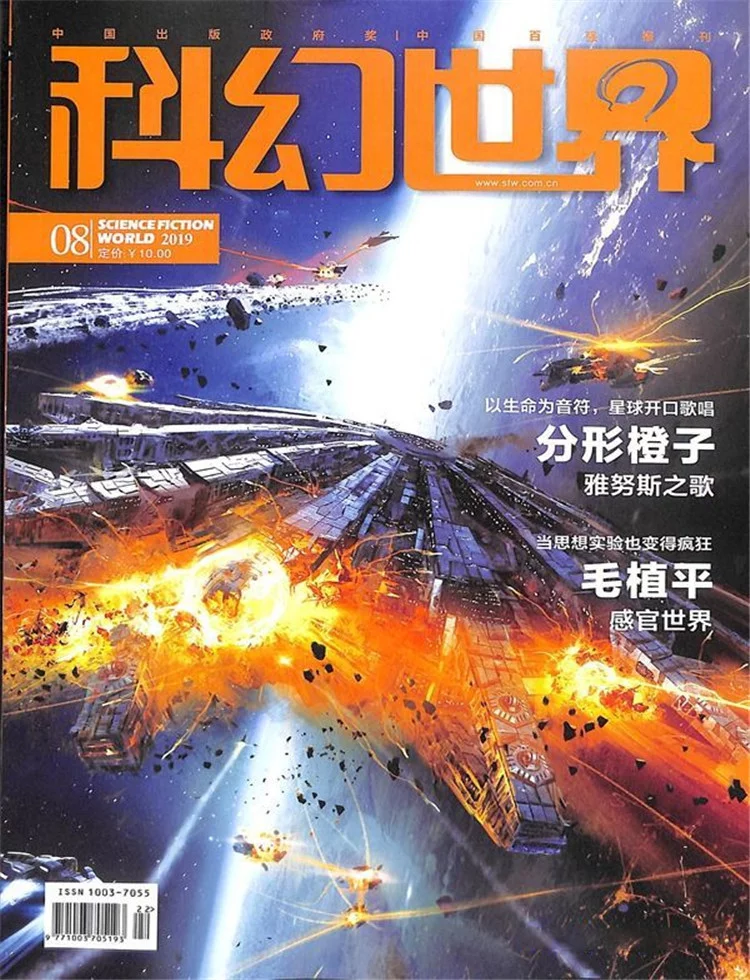 中国出版政府奖|中国百强报刊
科幻世界
www.sfw.com.cn
08
SCIENCE FICTION
WORLD 2019
定价:¥10.00
以生命为音符，星球开口歌唱
分形橙子
雅努斯之歌
当思想实验也变得疯狂
毛植平
感官世界
ISSN 1003-7055
22>
9 771003 705193